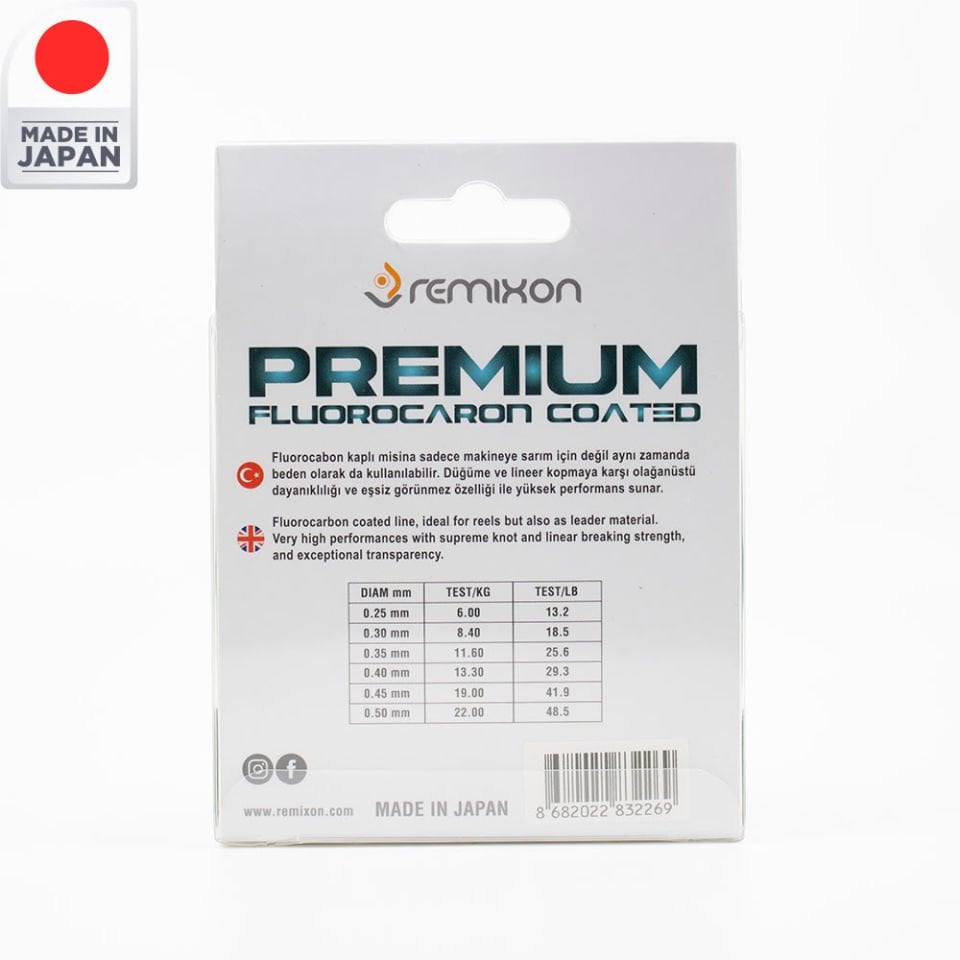 MADE IN
JAPAN
remixon
PREMIUM
FLUOROCARON COATED
Fluorocabon kaplı misina sadece makineye sarım için değil aynı zamanda
beden olarak da kullanılabilir. Düğüme ve lineer kopmaya karşı olağanüstü
dayanıklılığı ve eşsiz görünmez özelliği ile yüksek performans sunar.
Fluorocarbon coated line, ideal for reels but also as leader material.
Very high performances with supreme knot and linear breaking strength,
and exceptional transparency.
DIAM mm TEST/KG TEST/LB
0.25 mm 6.00 13.2
0.30 mm 8.40 18.5
0.35 mm 11.60 25.6
0.40 mm 13.30 29.3
0.45 mm 19.00 41.9
0.50 mm 22.00 48.5
www.remixon.com MADE IN JAPAN 8 682022 832269